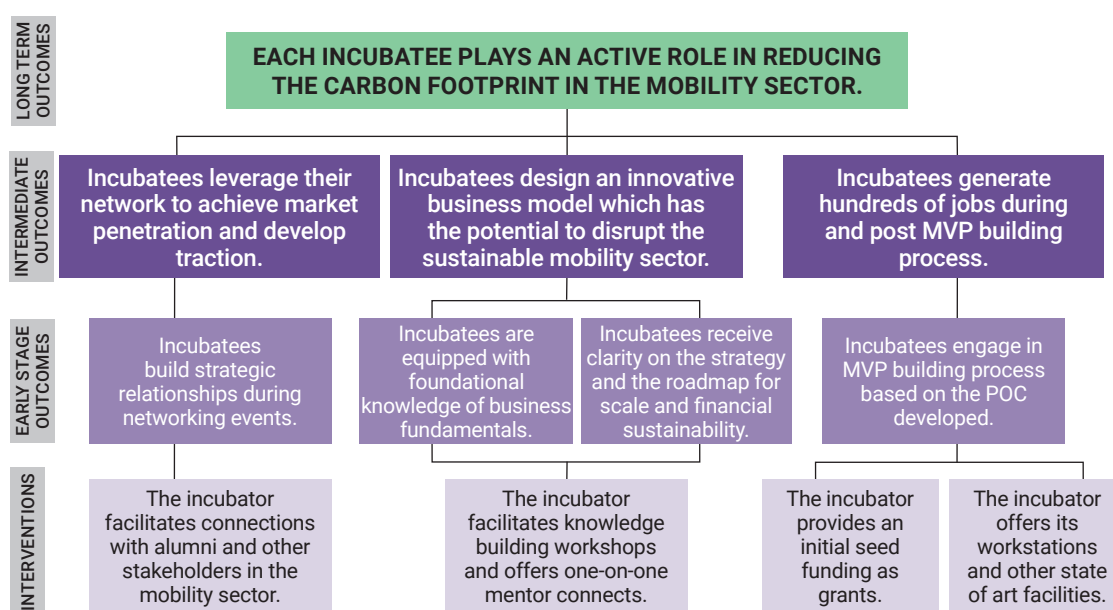 LONG TERM
OUTCOMES
EACH INCUBATEE PLAYS AN ACTIVE ROLE IN REDUCING
THE CARBON FOOTPRINT IN THE MOBILITY SECTOR.
INTERMEDIATE
OUTCOMES
Incubatees leverage their
network to achieve market
penetration and develop
traction.
Incubatees design an innovative
business model which has
the potential to disrupt the
sustainable mobility sector.
Incubatees generate
hundreds of jobs during
and post MVP building
process.
EARLY STAGE
OUTCOMES
Incubatees
build strategic
relationships during
networking events.
Incubatees are
equipped with
foundational
knowledge of business
fundamentals.
Incubatees receive
clarity on the strategy
and the roadmap for
scale and financial
sustainability.
Incubatees engage in
MVP building process
based on the POC
developed.
INTERVENTIONS
The incubator
facilitates connections
with alumni and other
stakeholders in the
mobility sector.
The incubator
facilitates knowledge
building workshops
and offers one-on-one
mentor connects.
The incubator
provides an
initial seed
funding as
grants.
The incubator
offers its
workstations
and other state
of art facilities.